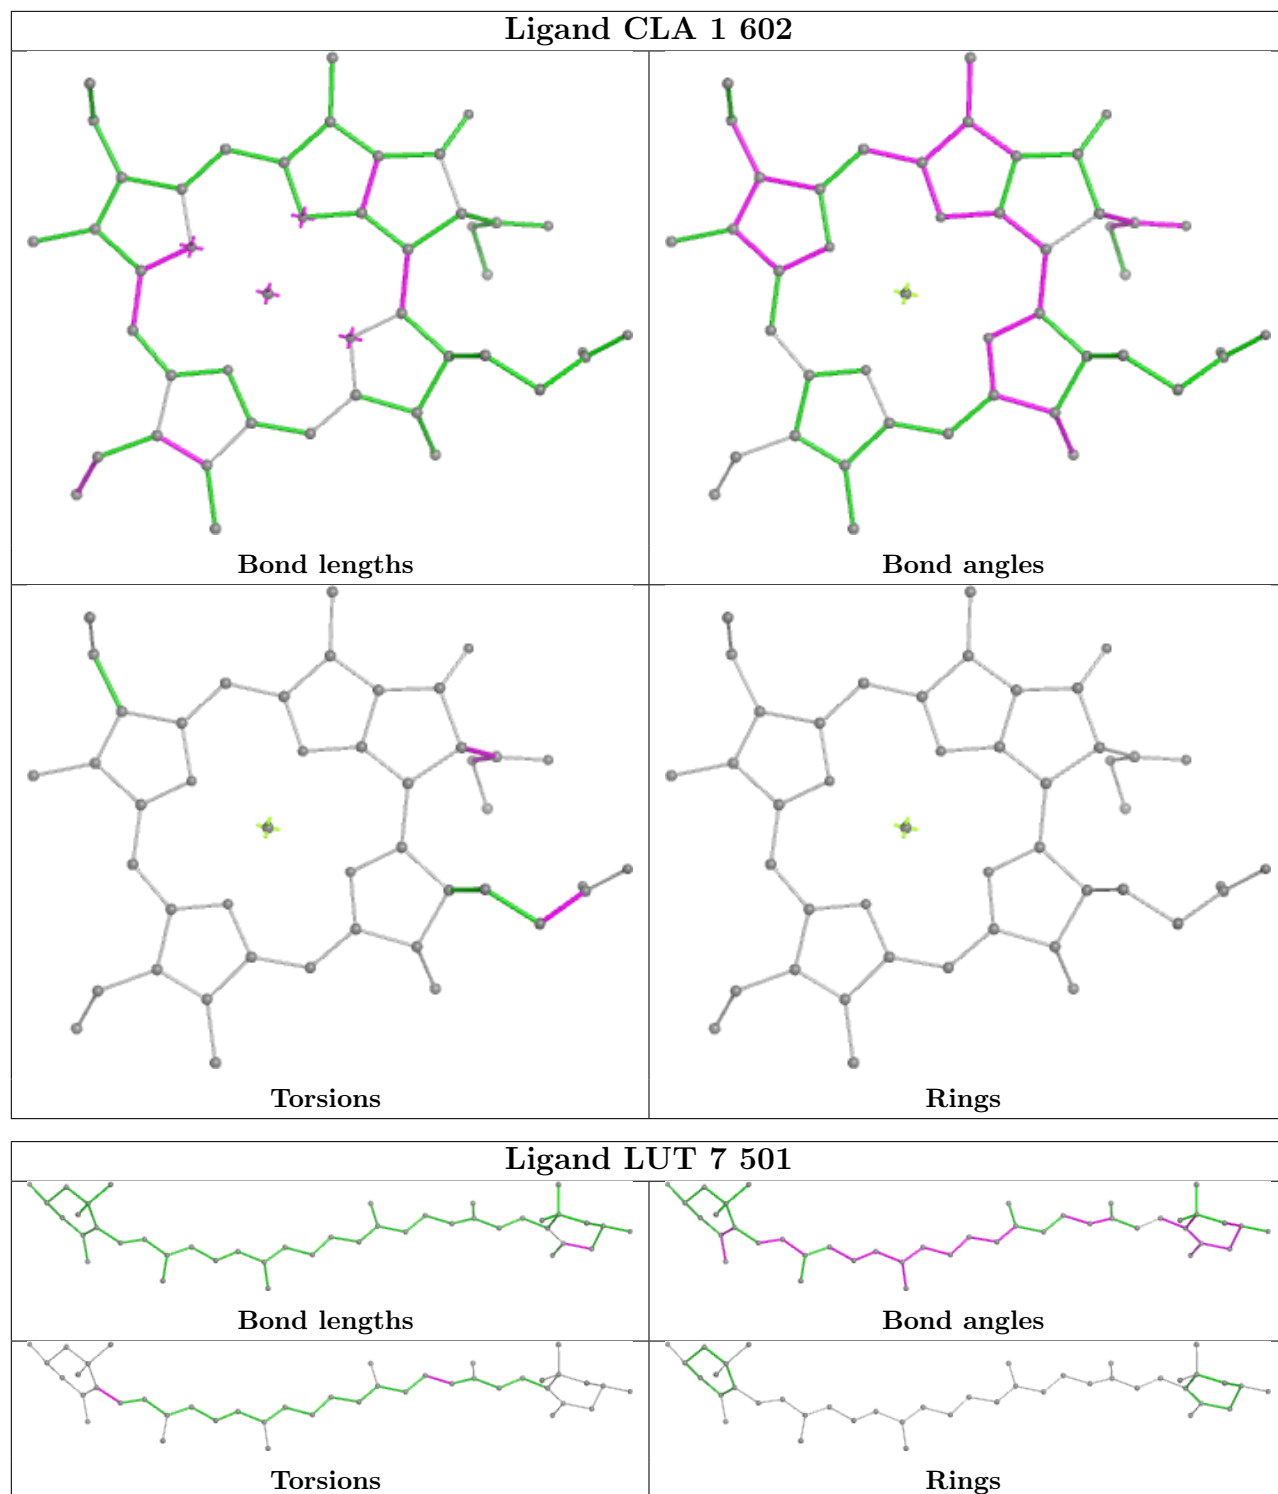 Ligand CLA 1 602
Bond lengths
Bond angles
Torsions
Rings
Ligand LUT 7 501
Bond lengths
Bond angles
Torsions
Rings